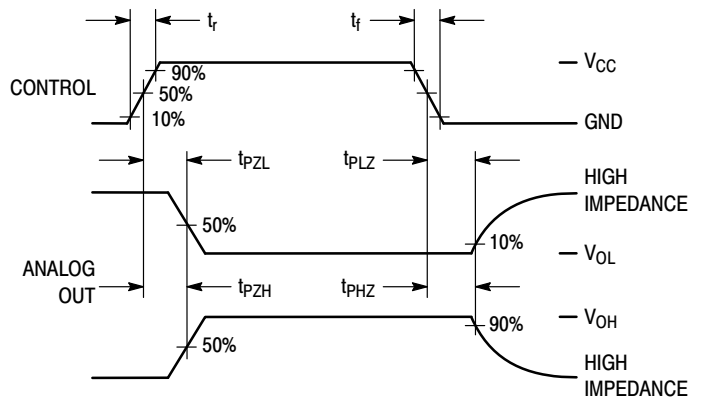 tr
tf
90%
VCC
CONTROL
50%
10%
GND
tPZL
tPLZ
HIGH
IMPEDANCE
50%
10%
VOL
ANALOG
OUT
tPZH
tPHZ
VOH
90%
50%
HIGH
IMPEDANCE